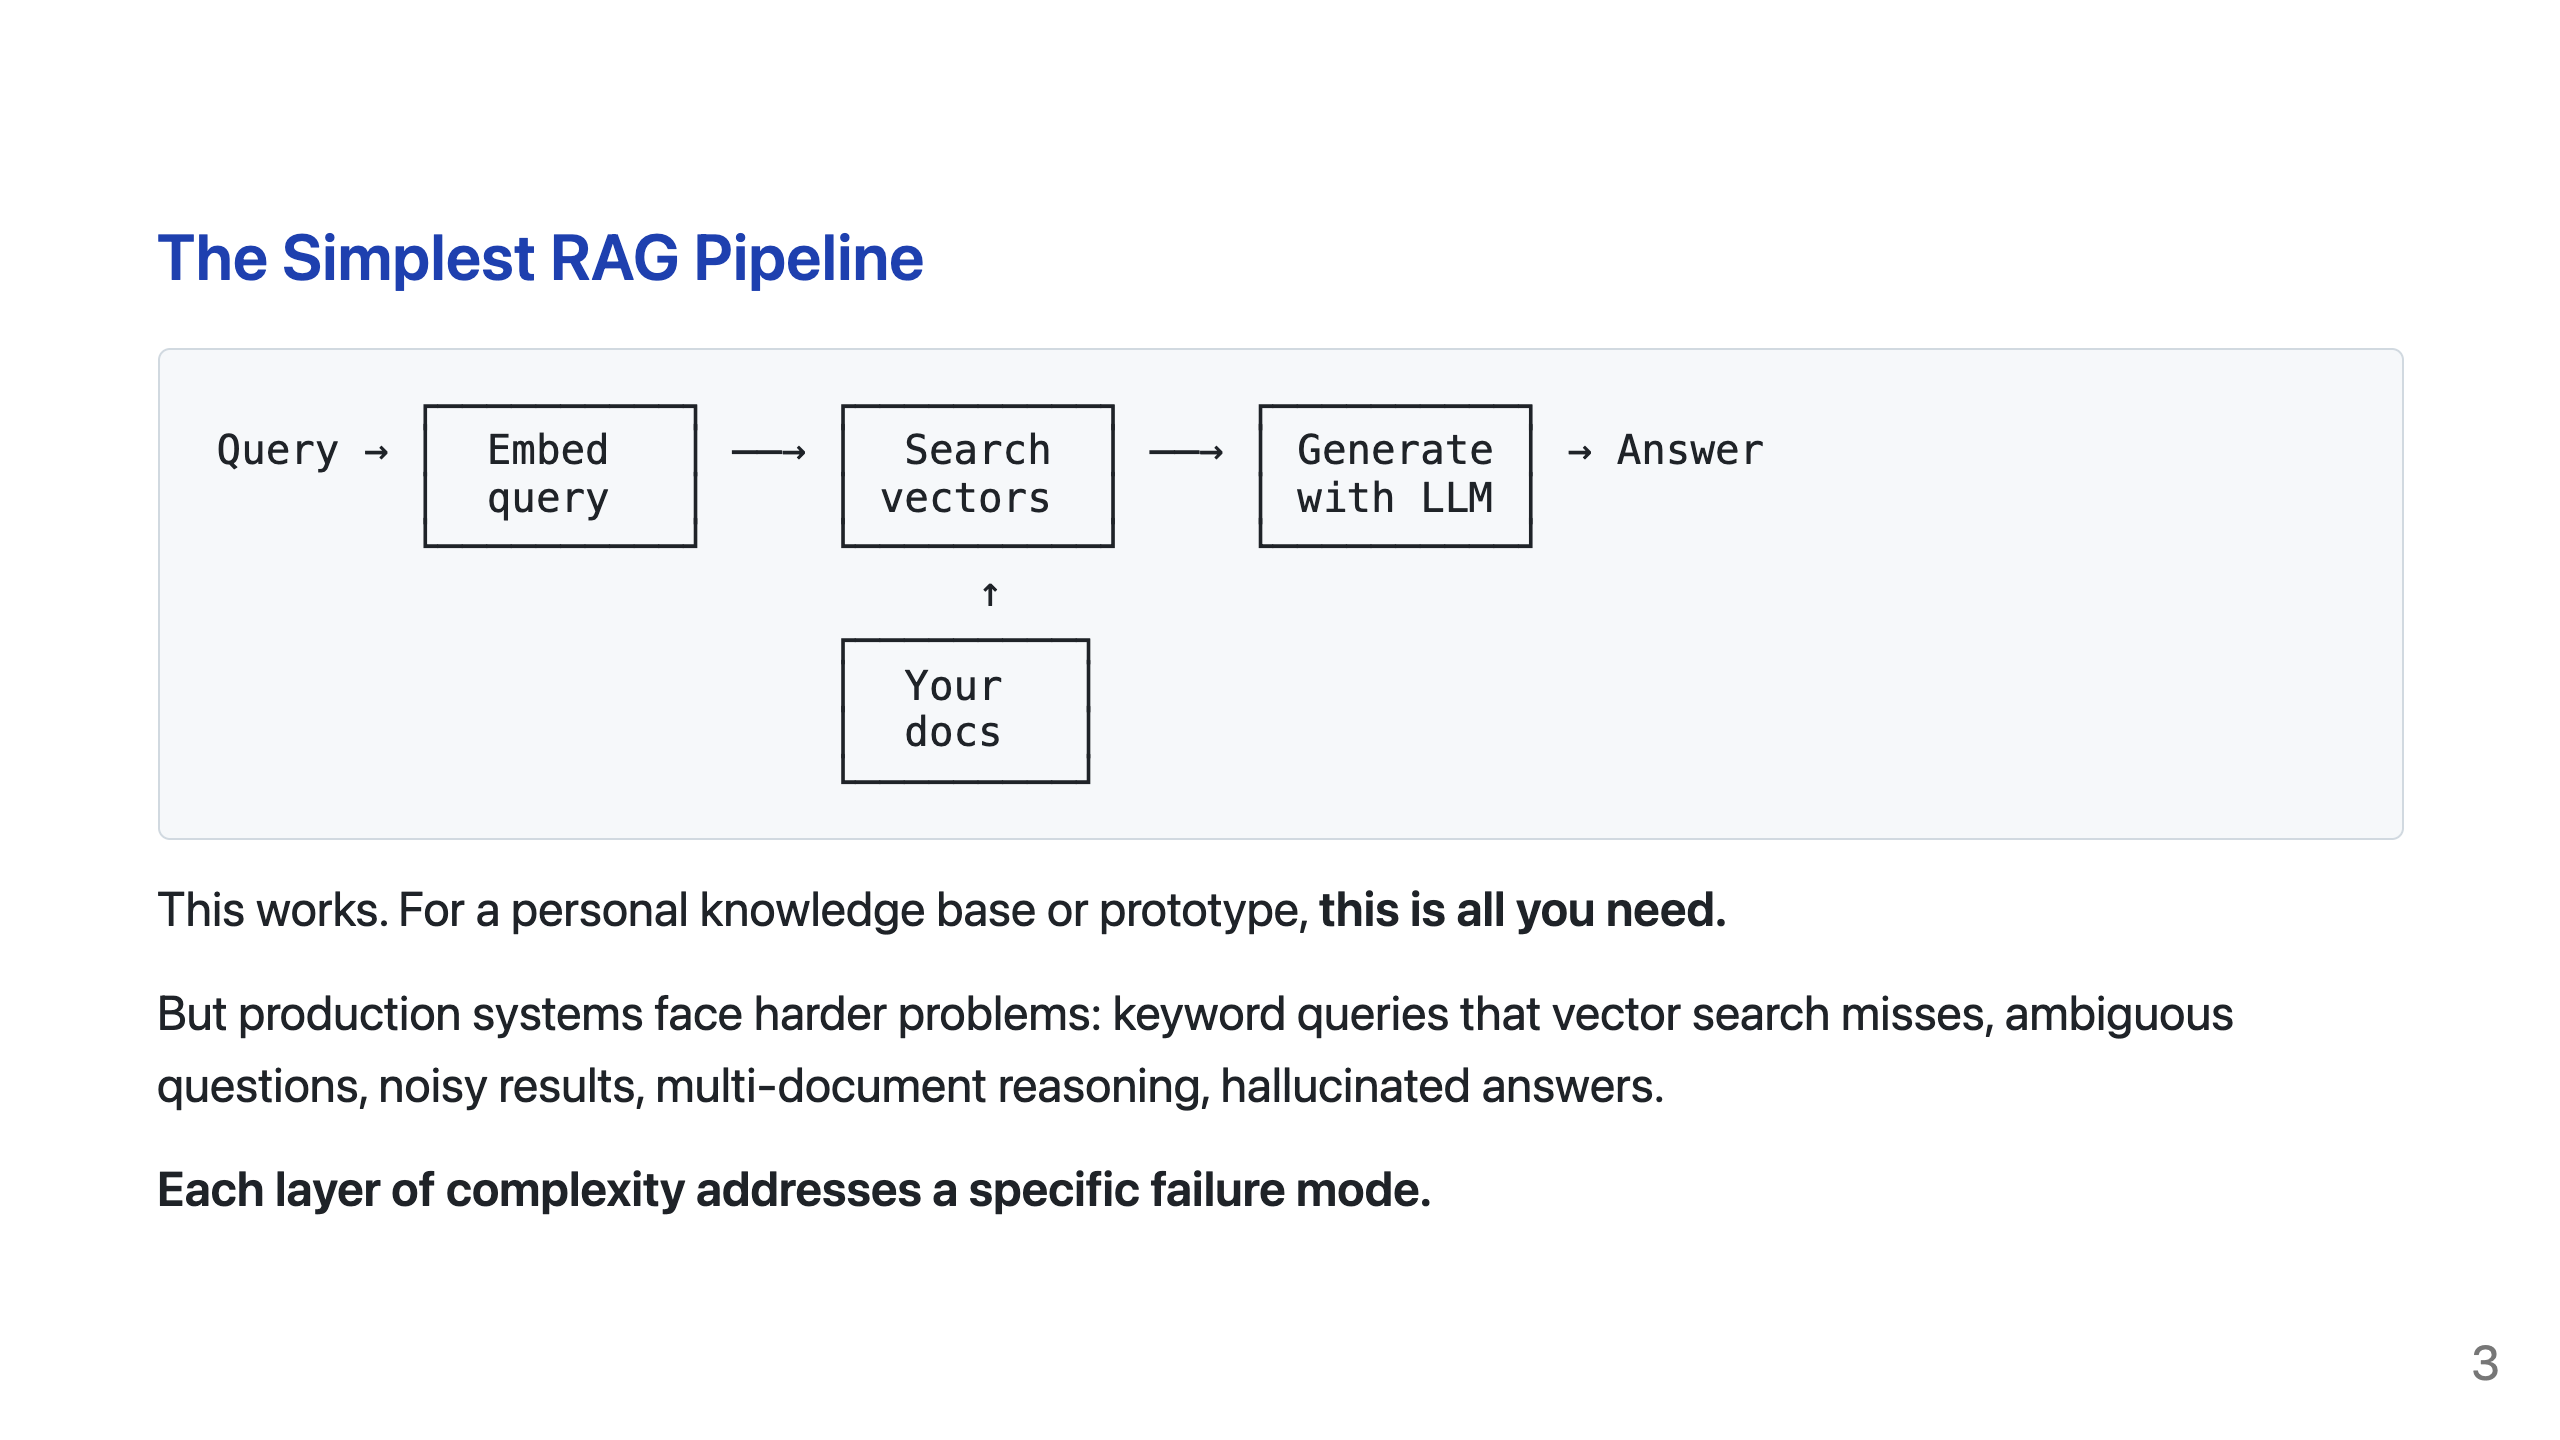 The Simplest RAG Pipeline
Query → Embed ──→ Search ──→ Generate → Answer
query vectors with LLM
↑
Your
docs
This works. For a personal knowledge base or prototype, this is all you need.
But production systems face harder problems: keyword queries that vector search misses, ambiguous
questions, noisy results, multi-document reasoning, hallucinated answers.
Each layer of complexity addresses a specific failure mode.
3